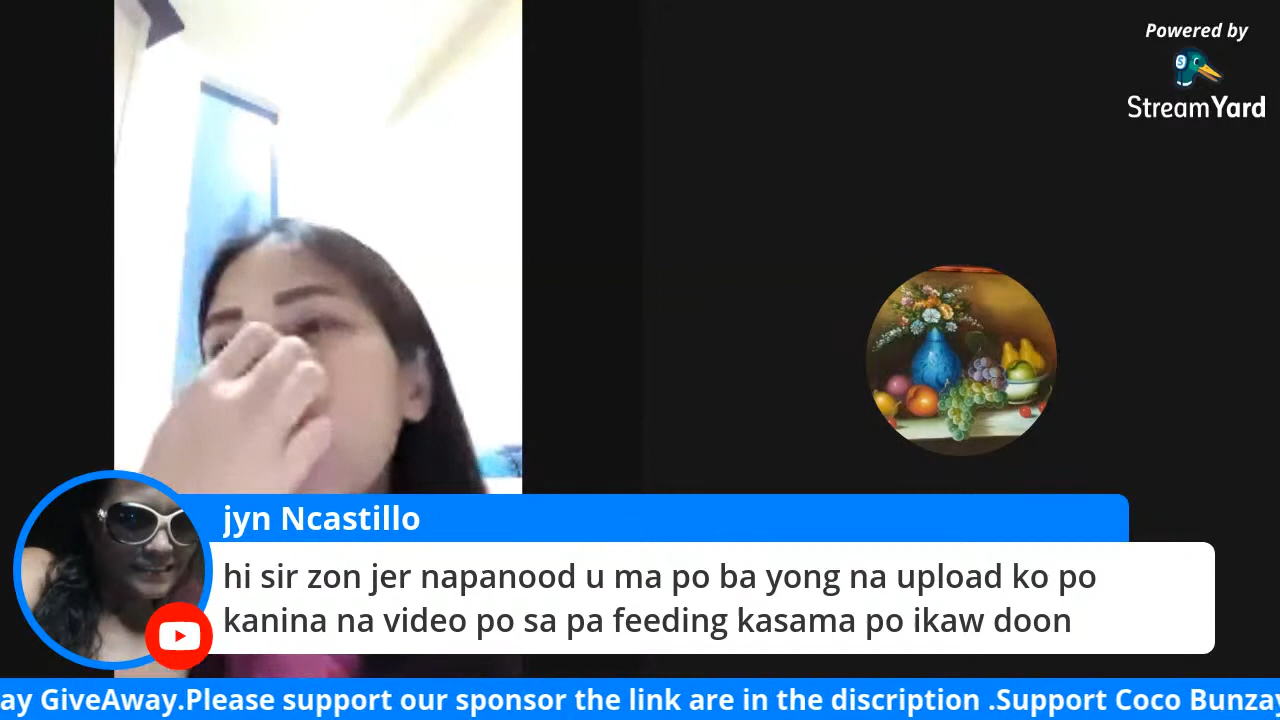 Powered by
StreamYard
jyn Ncastillo
hi sir zon jer napanood u ma po ba yong na upload ko po
kanina na video po sa pa feeding kasama po ikaw doon
ay GiveAway.Please support our sponsor the link are in the discription .Support Coco Bunzay